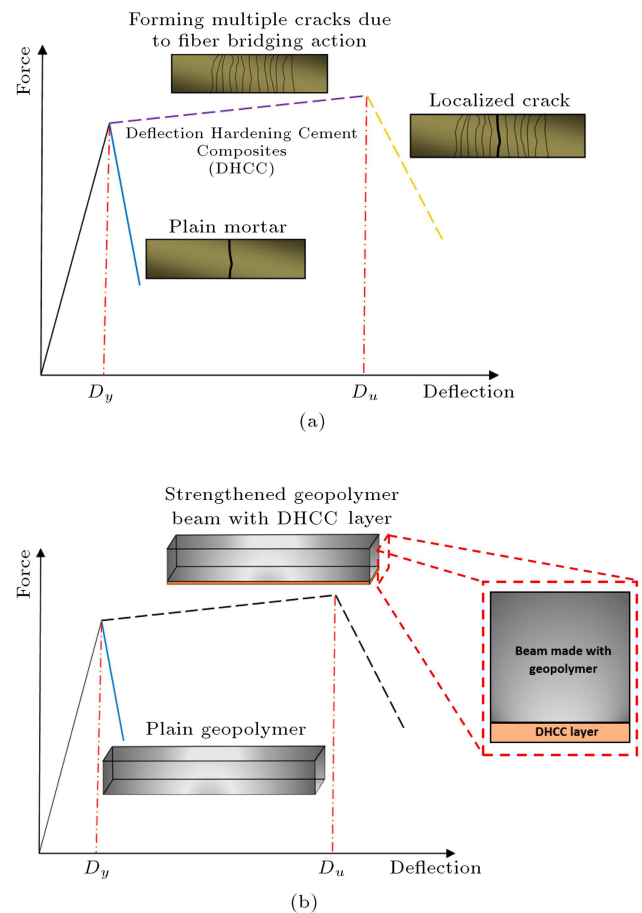 Forming multiple cracks due
to fiber bridging action
Force
Localized crack
Deflection Hardening Cement
Composites
(DHCC)
Plain mortar
D_y
D_u
Deflection
(a)
Strengthened geopolymer
beam with DHCC layer
Force
Beam made with
geopolymer
DHCC layer
Plain geopolymer
D_y
D_u
Deflection
(b)